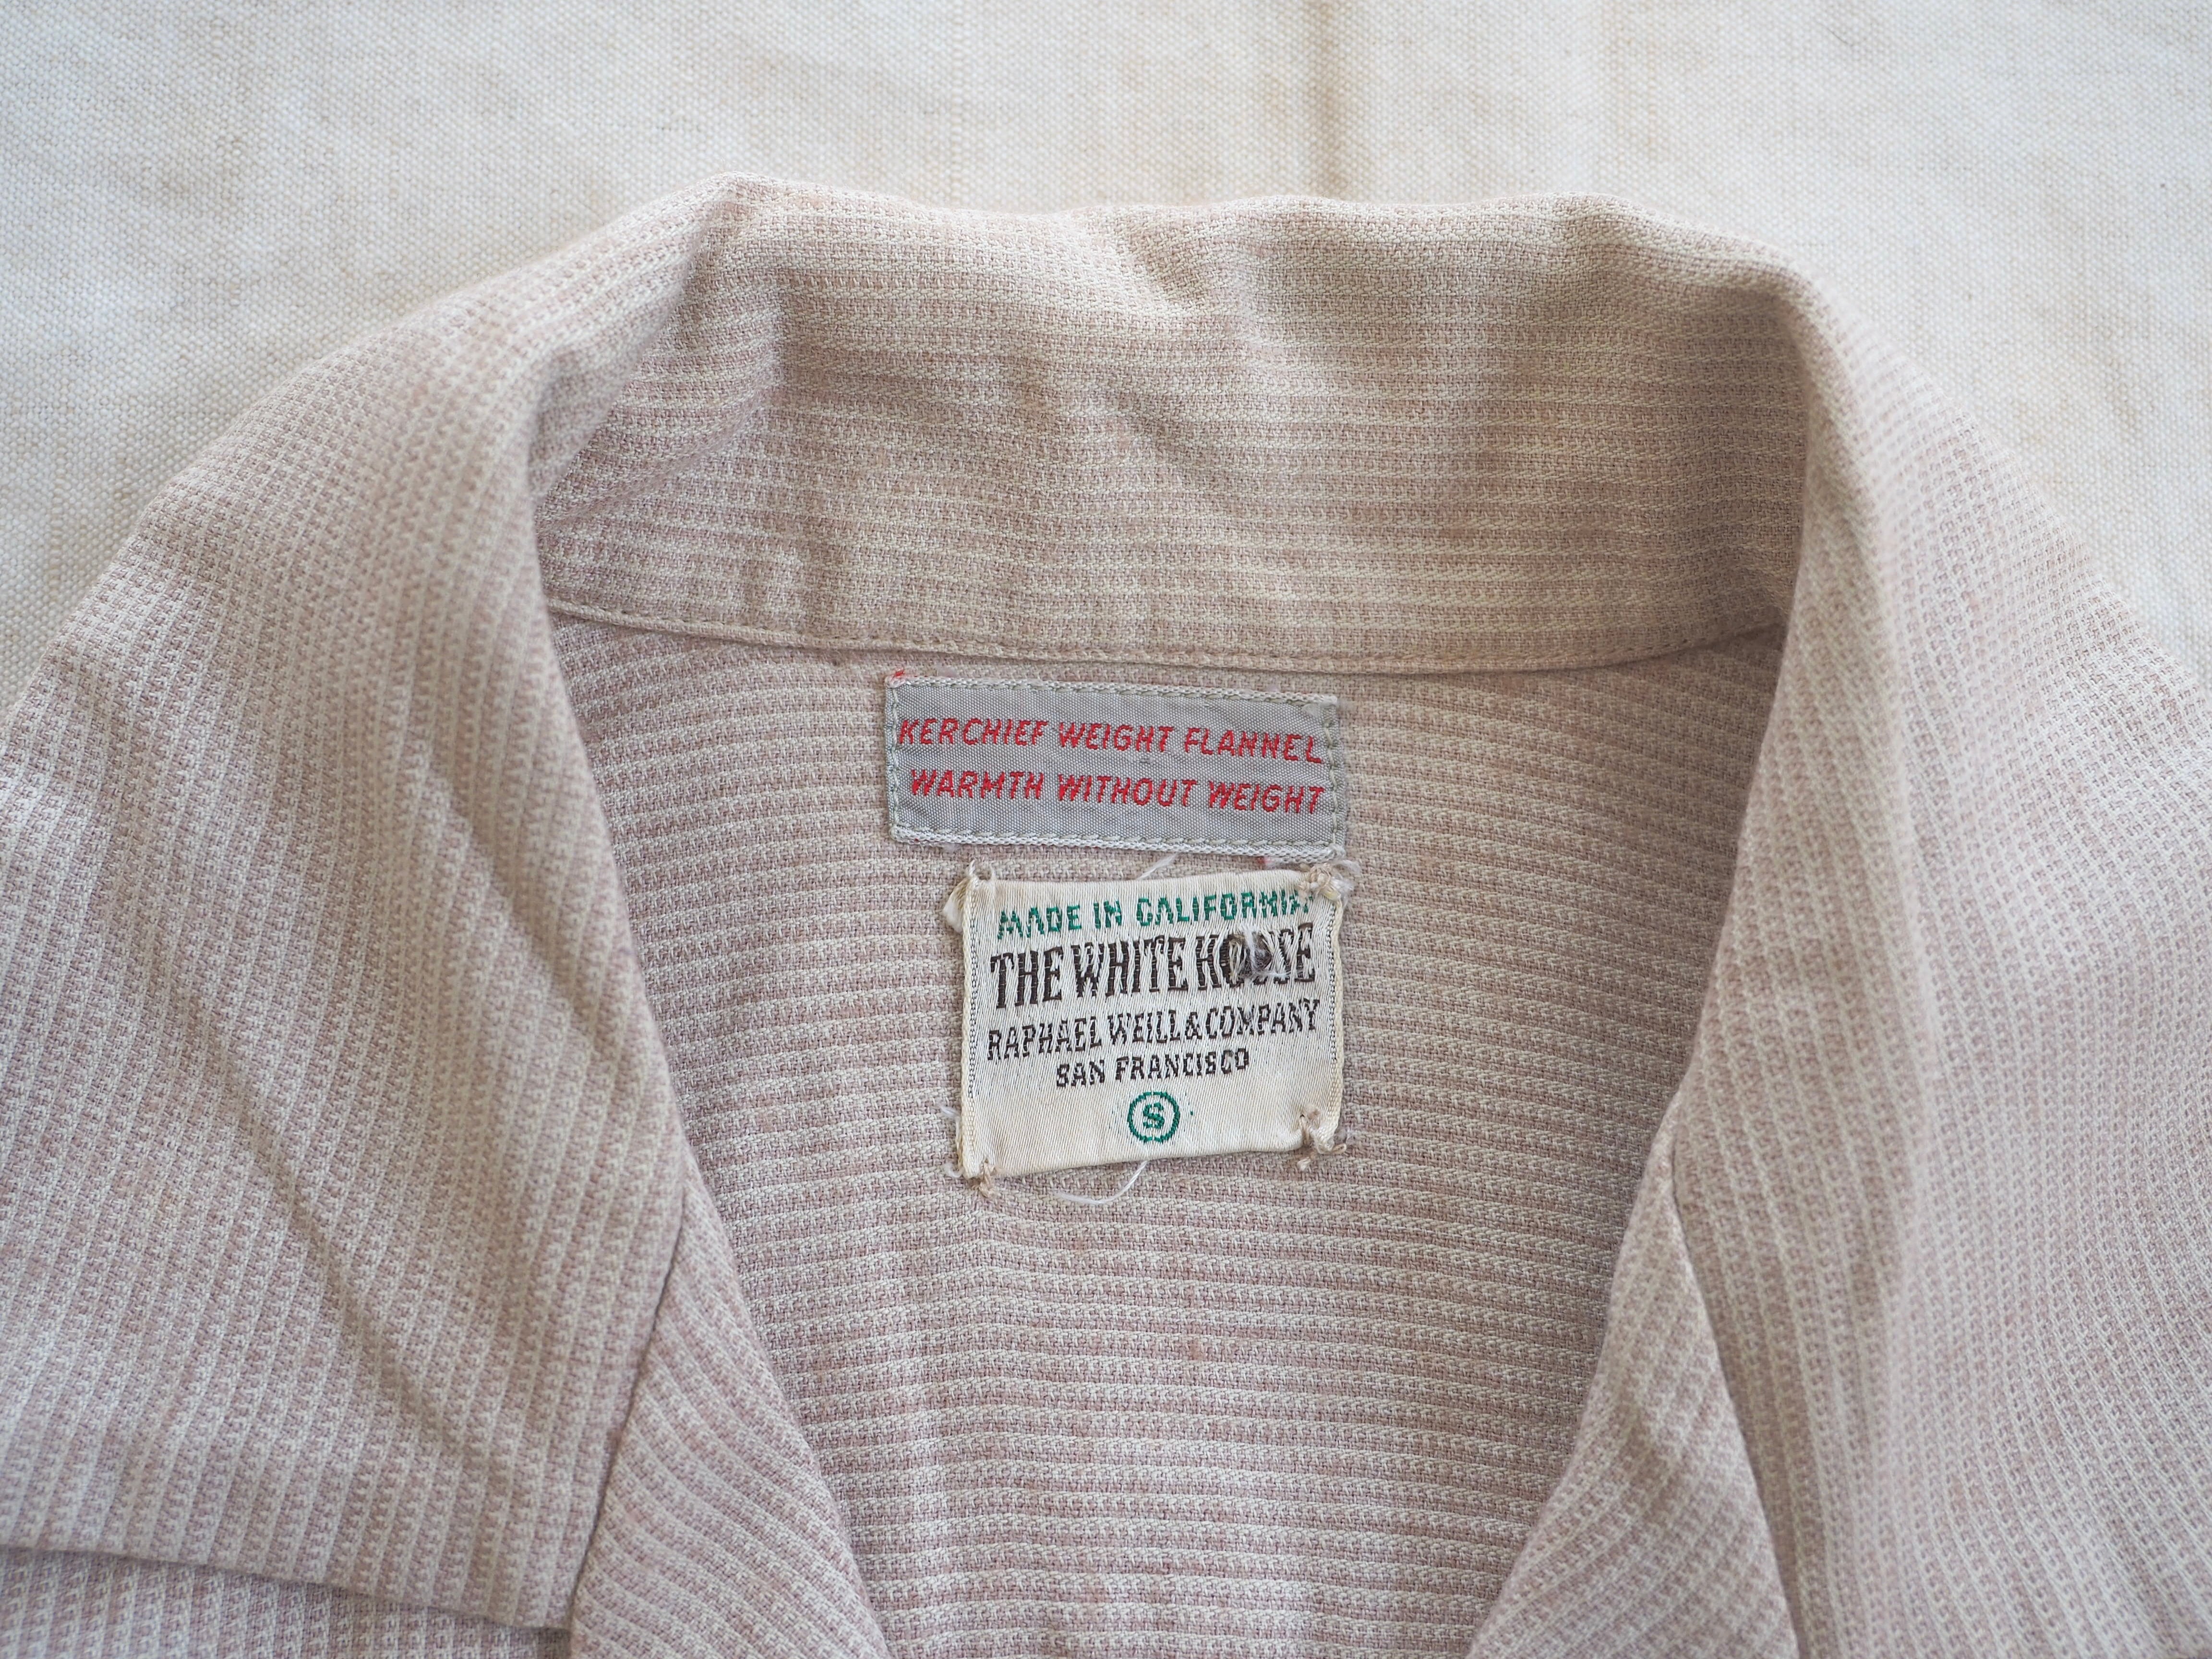 KERCHIEF WEIGHT FLANNEL
WARMTH WITHOUT WEIGHT
MADE IN CALIFORNIA
THE WHITE HOUSE
RAPHAEL WEILL & COMPANY
SAN FRANCISCO
S